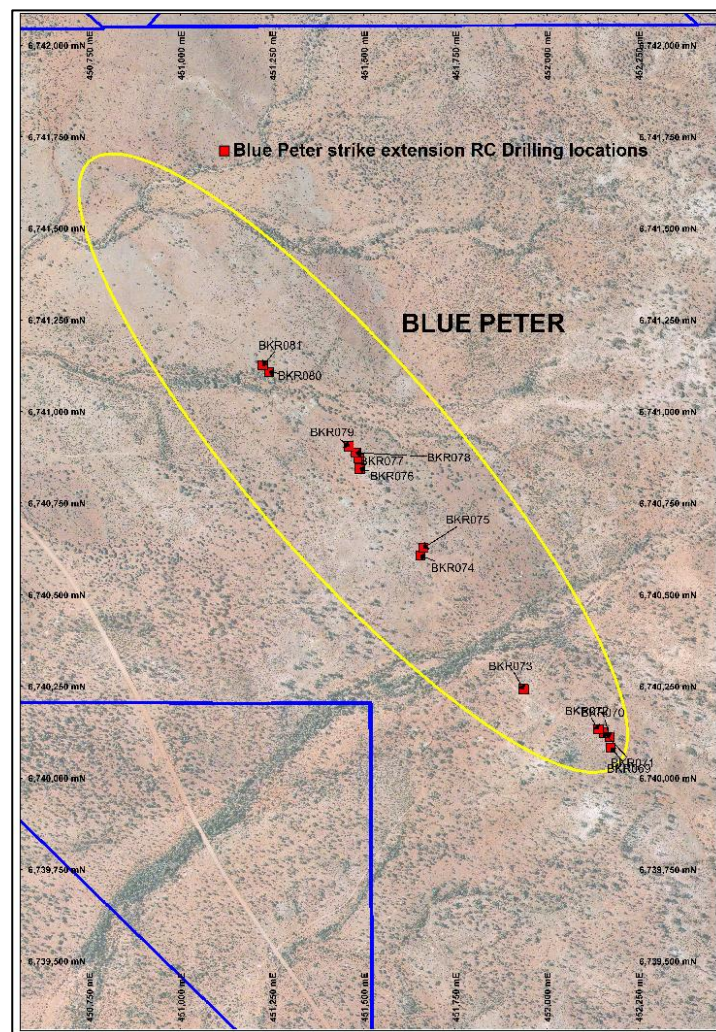 450,750 mE
451,000 mE
451,250 mE
451,500 mE
451,750 mE
452,000 mE
452,250 mE
6,742,000 mN
6,742,000 mN
6,741,750 mN
6,741,750 mN
Blue Peter strike extension RC Drilling locations
6,741,500 mN
6,741,500 mN
6,741,250 mN
6,741,250 mN
BLUE PETER
BKR081
BKR080
6,741,000 mN
6,741,000 mN
BKR079
BKR078
BKR077
BKR076
6,740,750 mN
6,740,750 mN
BKR075
BKR074
6,740,500 mN
6,740,500 mN
BKR073
6,740,250 mN
6,740,250 mN
BKR072
BKR070
BKR071
BKR069
6,740,000 mN
6,740,000 mN
6,739,750 mN
6,739,750 mN
6,739,500 mN
6,739,500 mN
450,750 mE
451,000 mE
451,250 mE
451,500 mE
451,750 mE
452,000 mE
452,250 mE